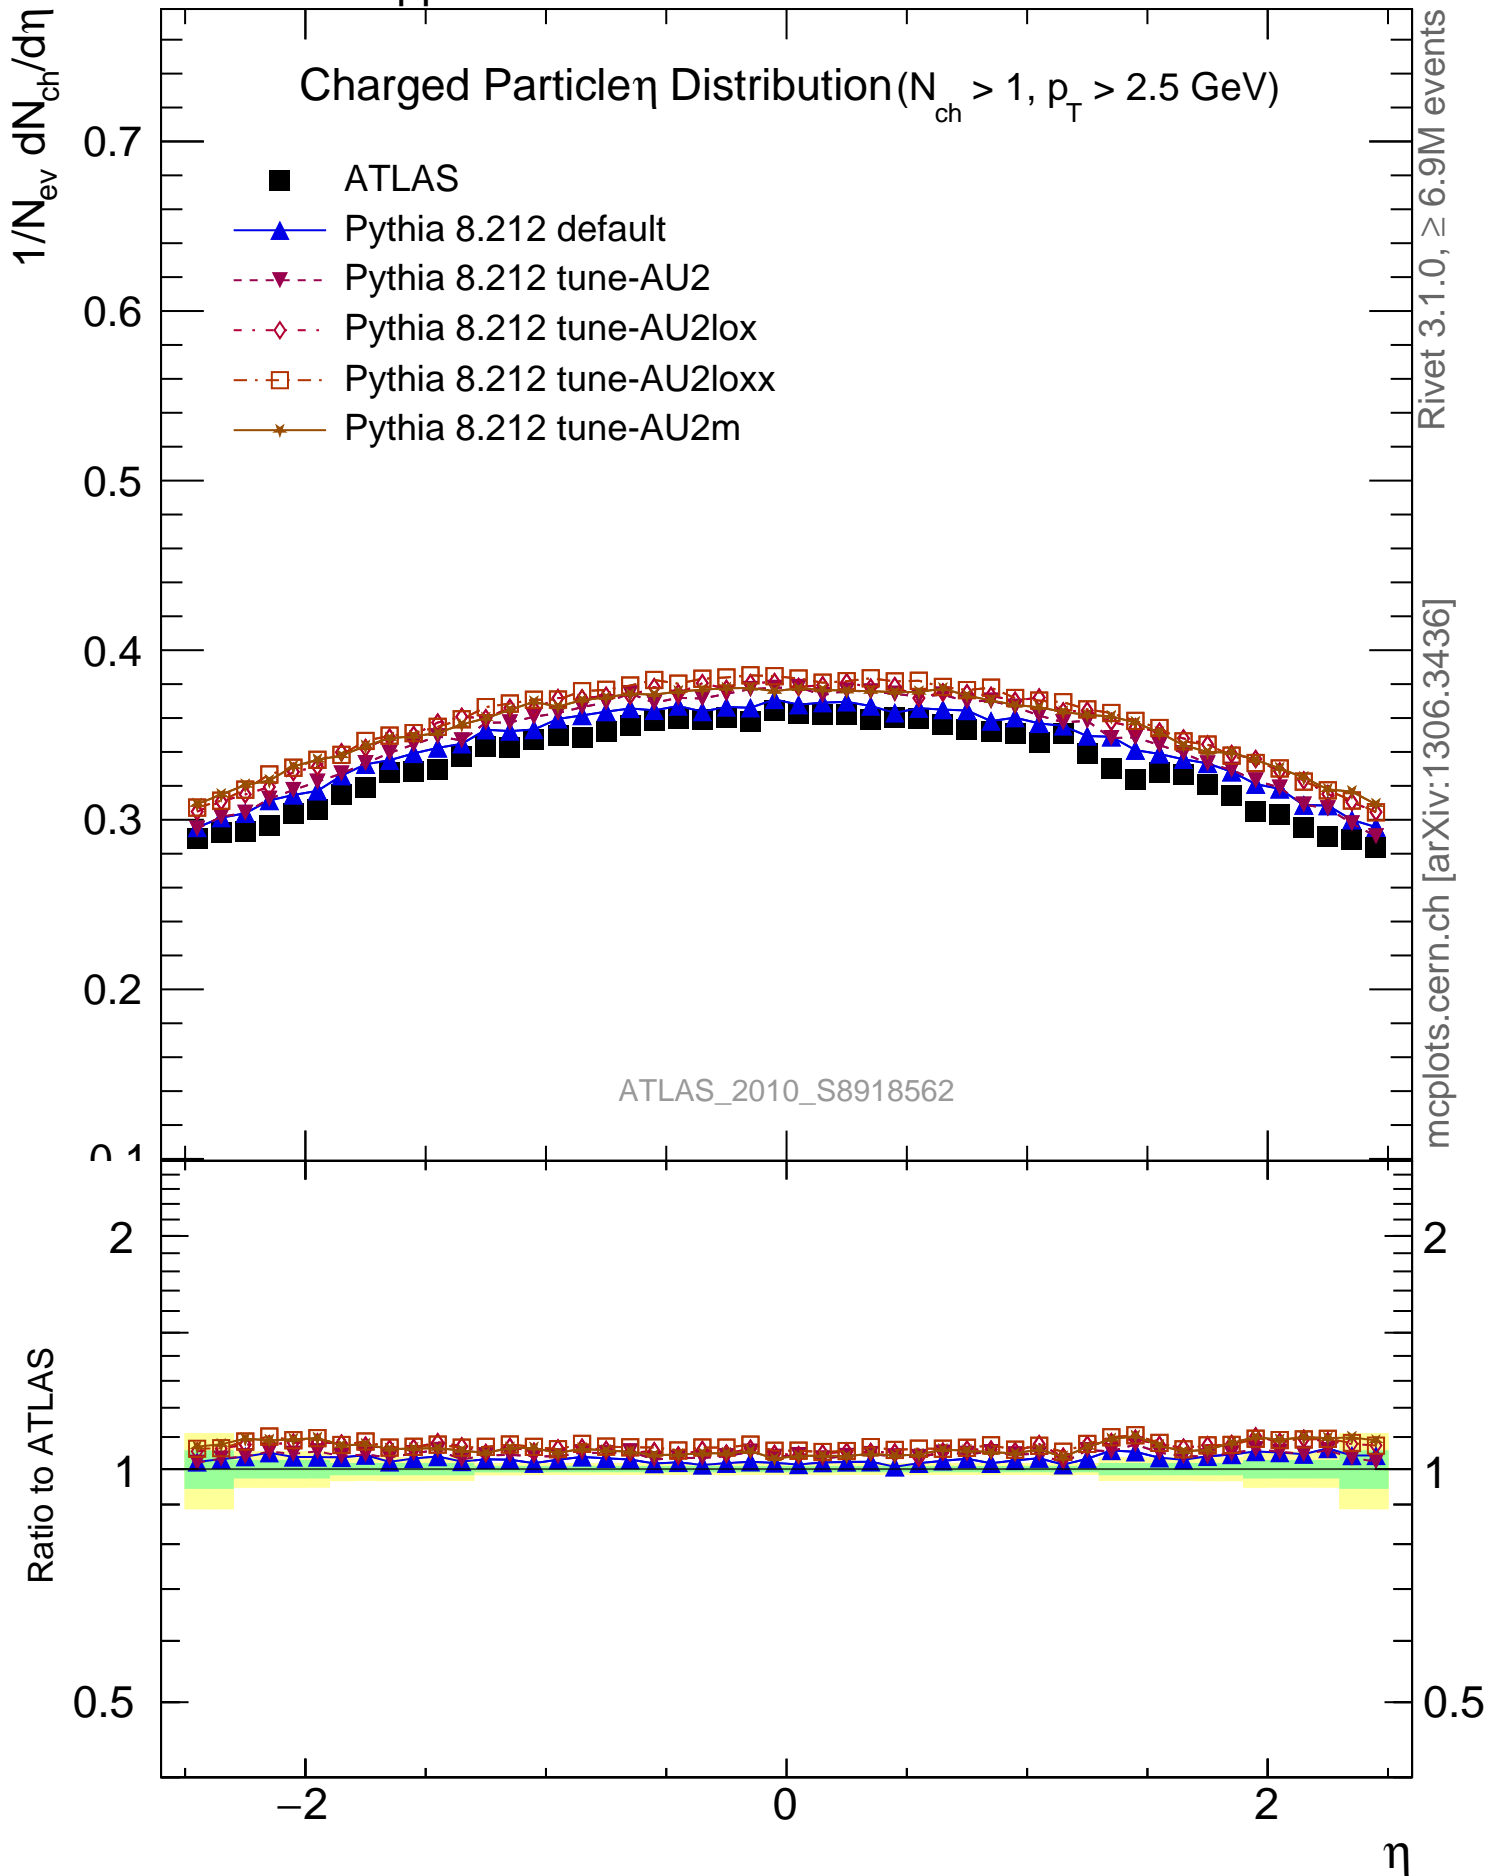 1/N_ev dN_ch/dη
Charged Particleη Distribution(N_ch > 1, p_T > 2.5 GeV)
ATLAS
Pythia 8.212 default
Pythia 8.212 tune-AU2
Pythia 8.212 tune-AU2lox
Pythia 8.212 tune-AU2loxx
Pythia 8.212 tune-AU2m
0.7
0.6
0.5
0.4
0.3
0.2
0.1
ATLAS_2010_S8918562
Rivet 3.1.0, ≥ 6.9M events
mcplots.cern.ch [arXiv:1306.3436]
Ratio to ATLAS
2
1
0.5
2
1
0.5
−2
0
2
η